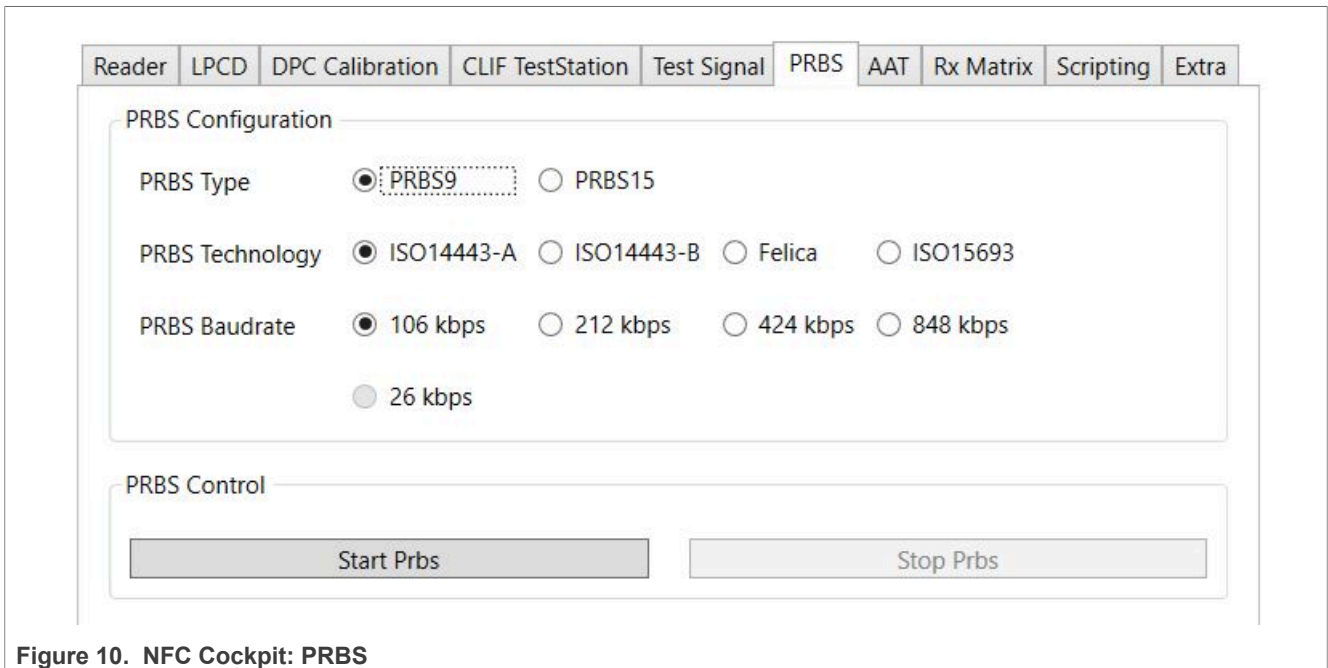 Reader LPCD DPC Calibration CLIF TestStation Test Signal PRBS AAT Rx Matrix Scripting Extra
PRBS Configuration
PRBS Type PRBS9 PRBS15
PRBS Technology ISO14443-A ISO14443-B Felica ISO15693
PRBS Baudrate 106 kbps 212 kbps 424 kbps 848 kbps
26 kbps
PRBS Control
Start Prbs Stop Prbs
Figure 10. NFC Cockpit: PRBS